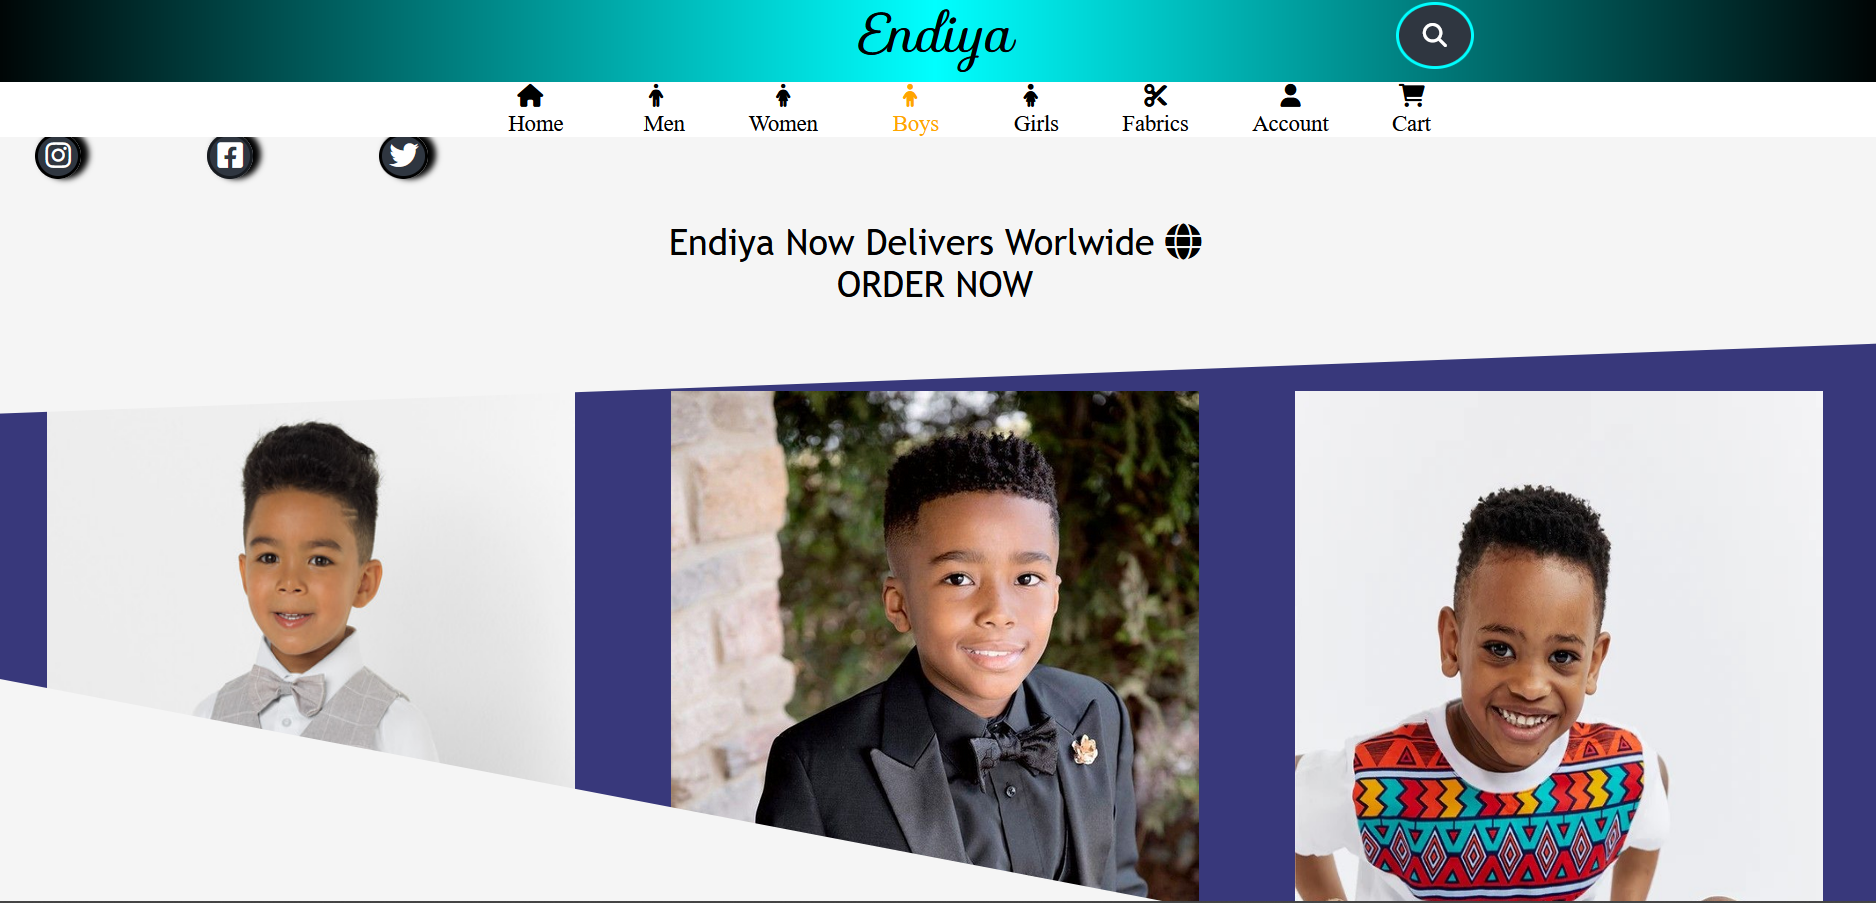 Endiya
Home Men Women Boys Girls Fabrics Account Cart
Endiya Now Delivers Worlwide
ORDER NOW